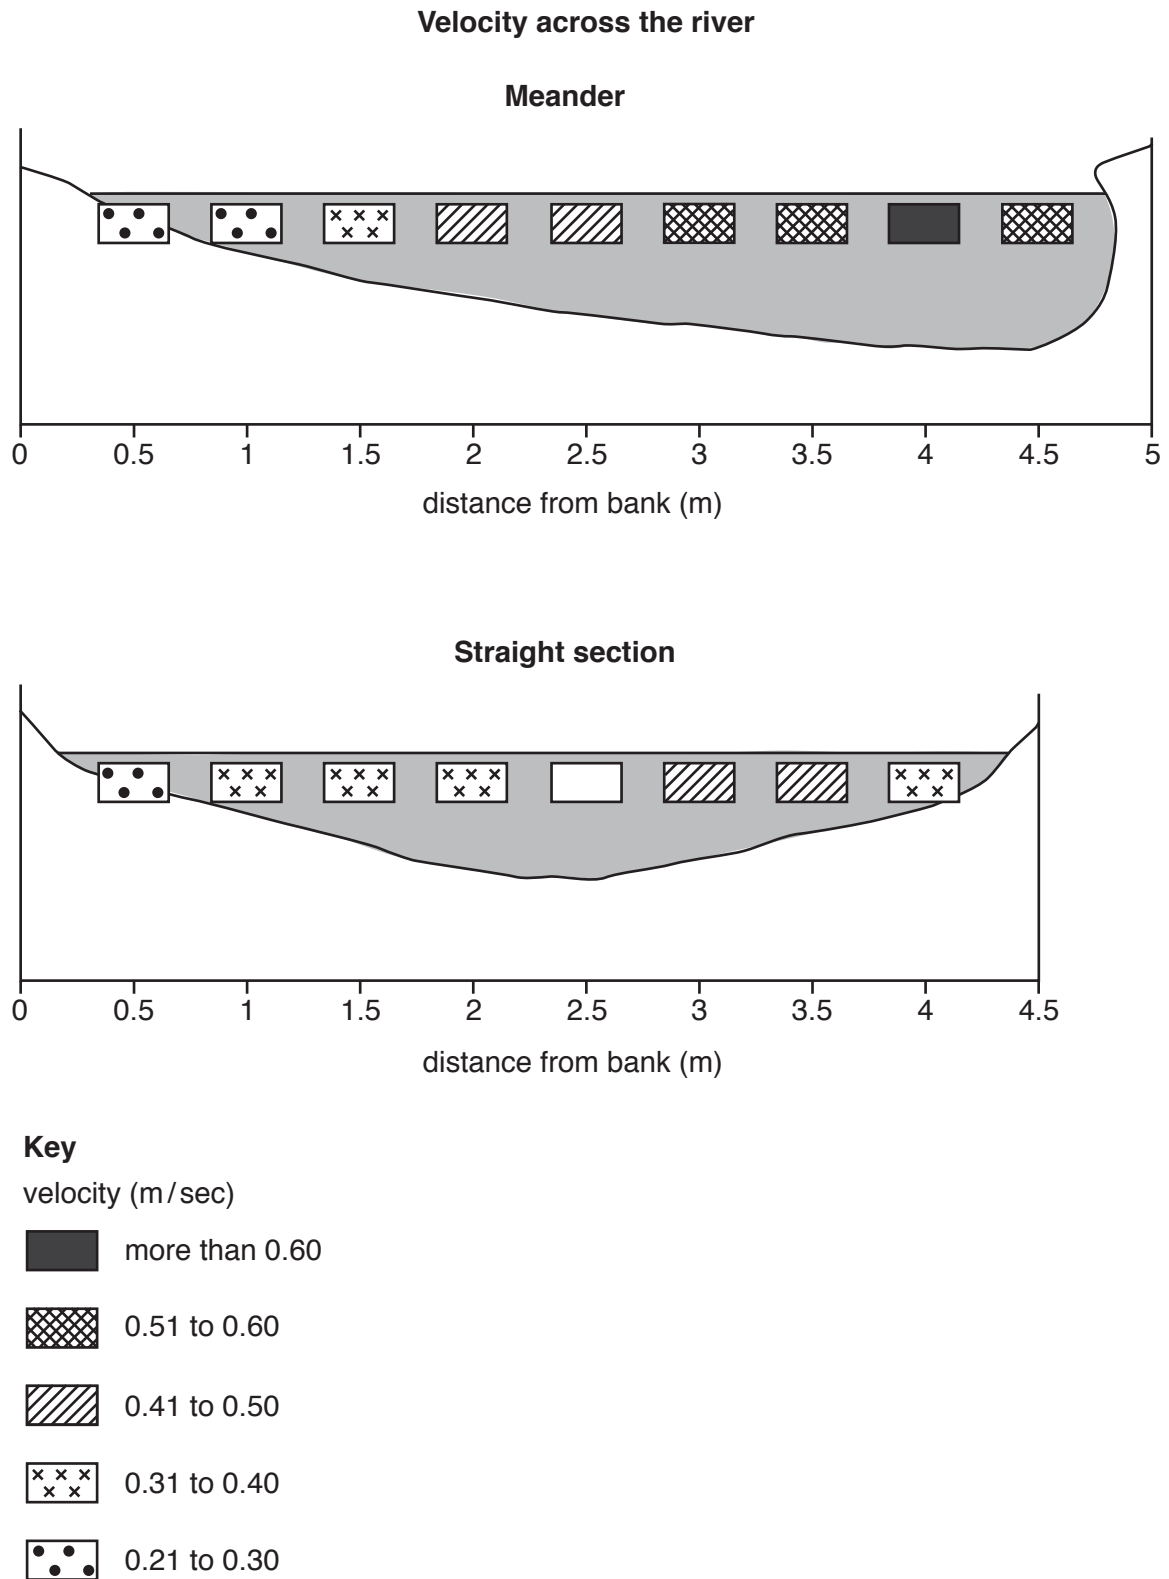 Velocity across the river
Meander
0 0.5 1 1.5 2 2.5 3 3.5 4 4.5 5
distance from bank (m)
Straight section
0 0.5 1 1.5 2 2.5 3 3.5 4 4.5
distance from bank (m)
Key
velocity (m/sec)
more than 0.60
0.51 to 0.60
0.41 to 0.50
0.31 to 0.40
0.21 to 0.30